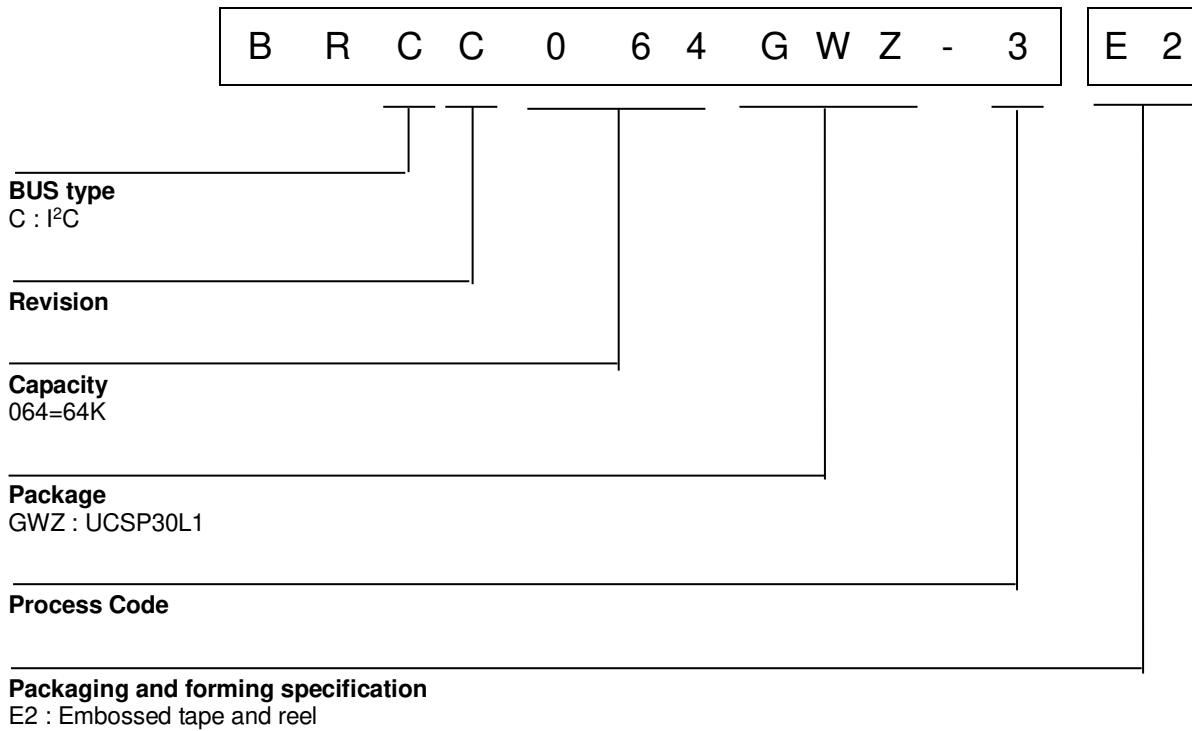 B R C C 0 6 4 G W Z - 3 E 2
BUS type
C : I²C
Revision
Capacity
064=64K
Package
GWZ : UCSP30L1
Process Code
Packaging and forming specification
E2 : Embossed tape and reel